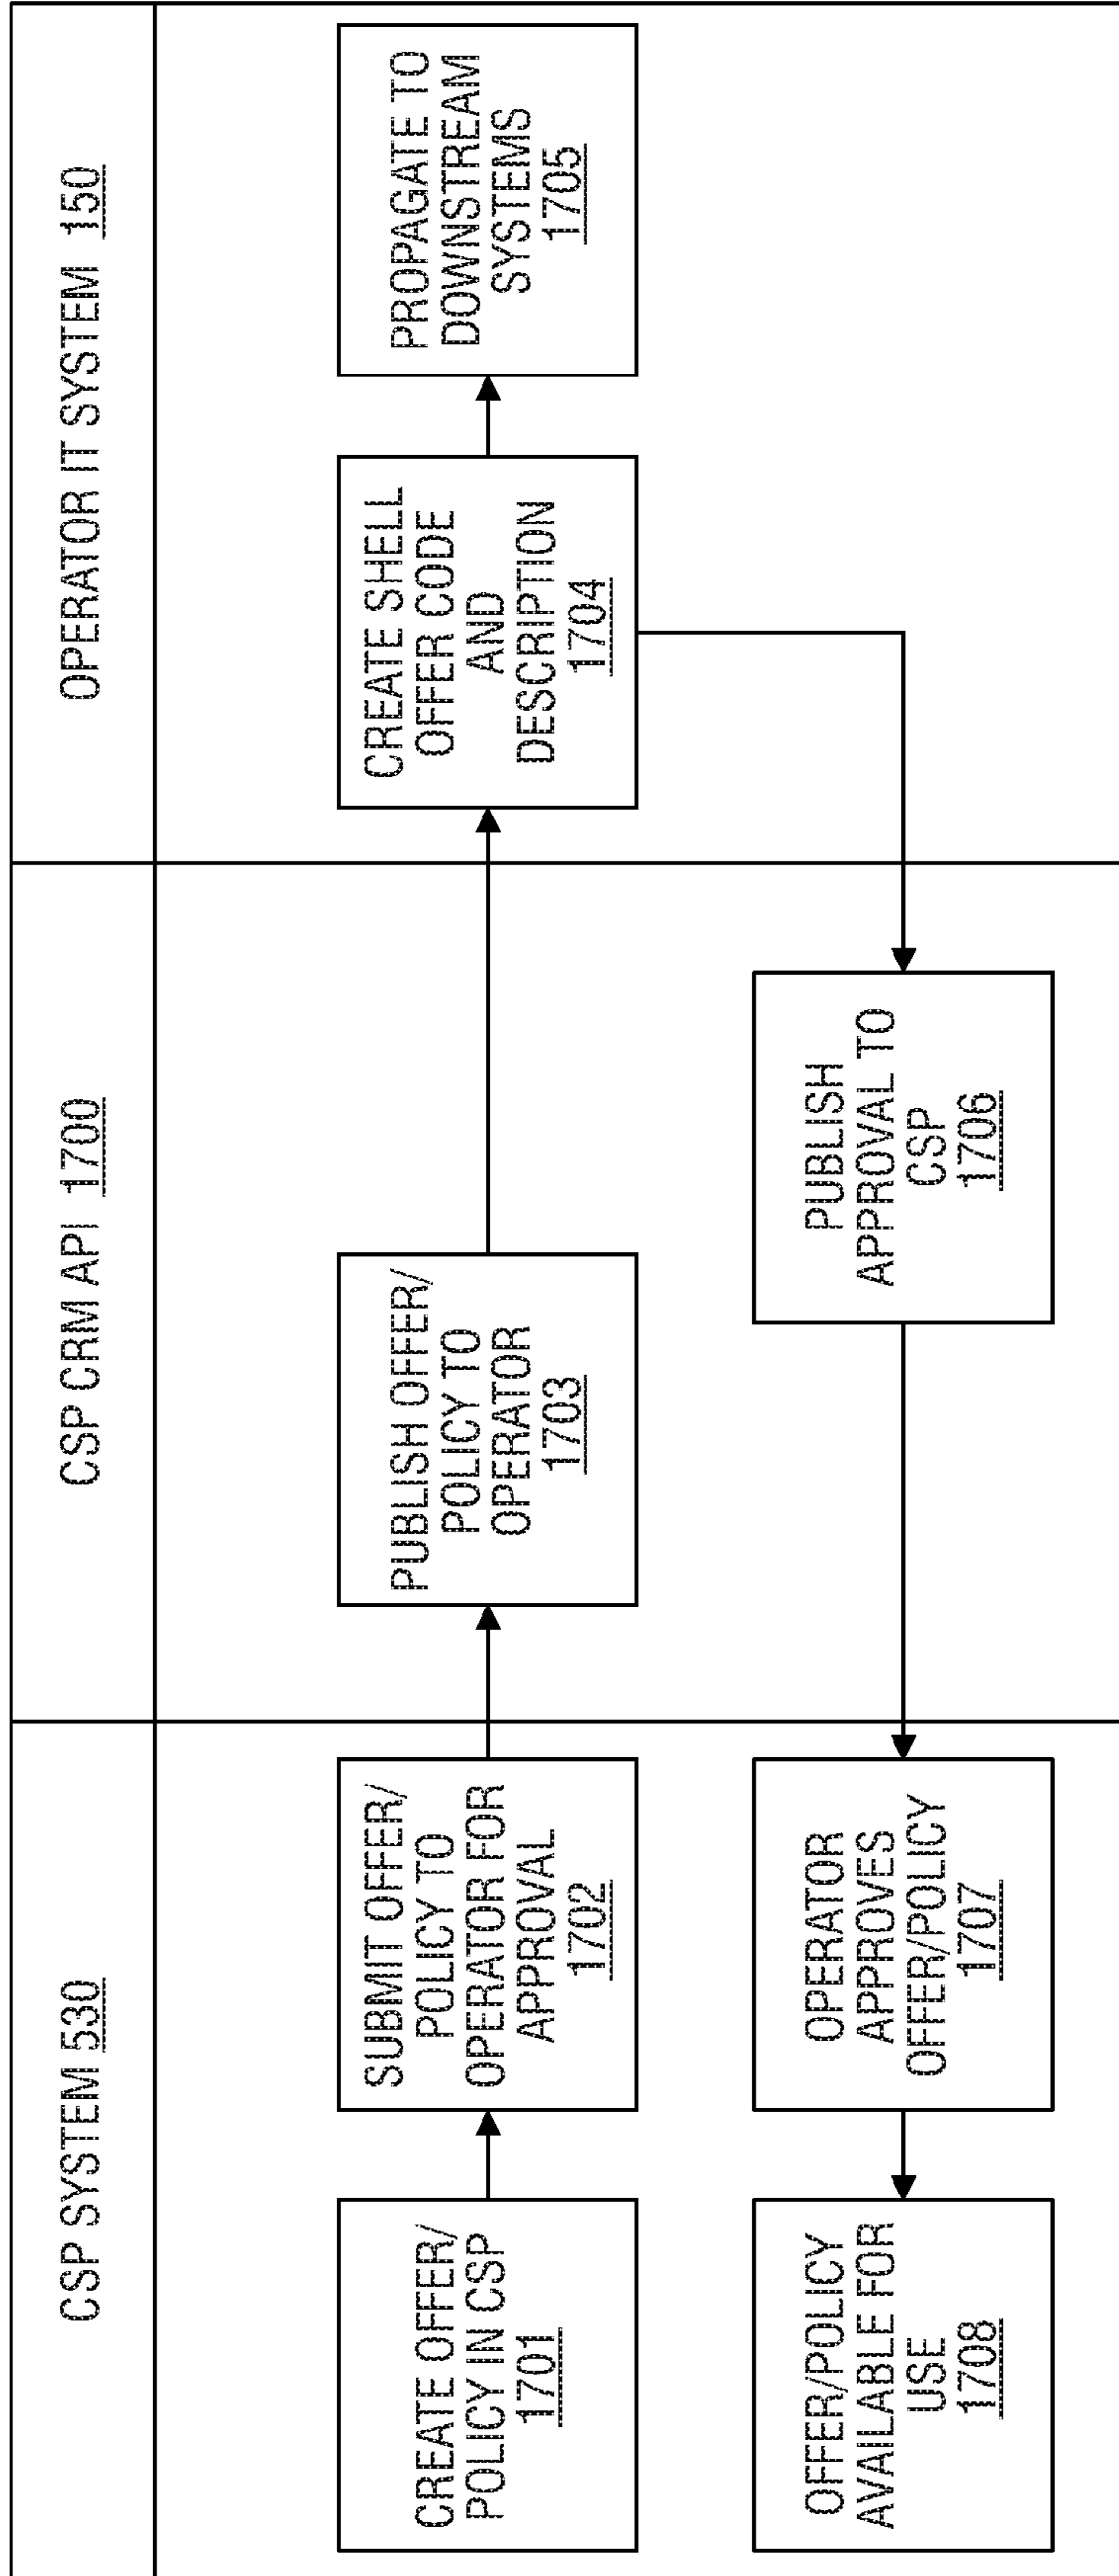 CSP SYSTEM 530
CSP CRM API 1700
OPERATOR IT SYSTEM 150
CREATE OFFER/
POLICY IN CSP
1701
SUBMIT OFFER/
POLICY TO
OPERATOR FOR
APPROVAL
1702
PUBLISH OFFER/
POLICY TO
OPERATOR
1703
CREATE SHELL
OFFER CODE
AND
DESCRIPTION
1704
PROPAGATE TO
DOWNSTREAM
SYSTEMS
1705
OFFER/POLICY
AVAILABLE FOR
USE
1708
OPERATOR
APPROVES
OFFER/POLICY
1707
PUBLISH
APPROVAL TO
CSP
1706